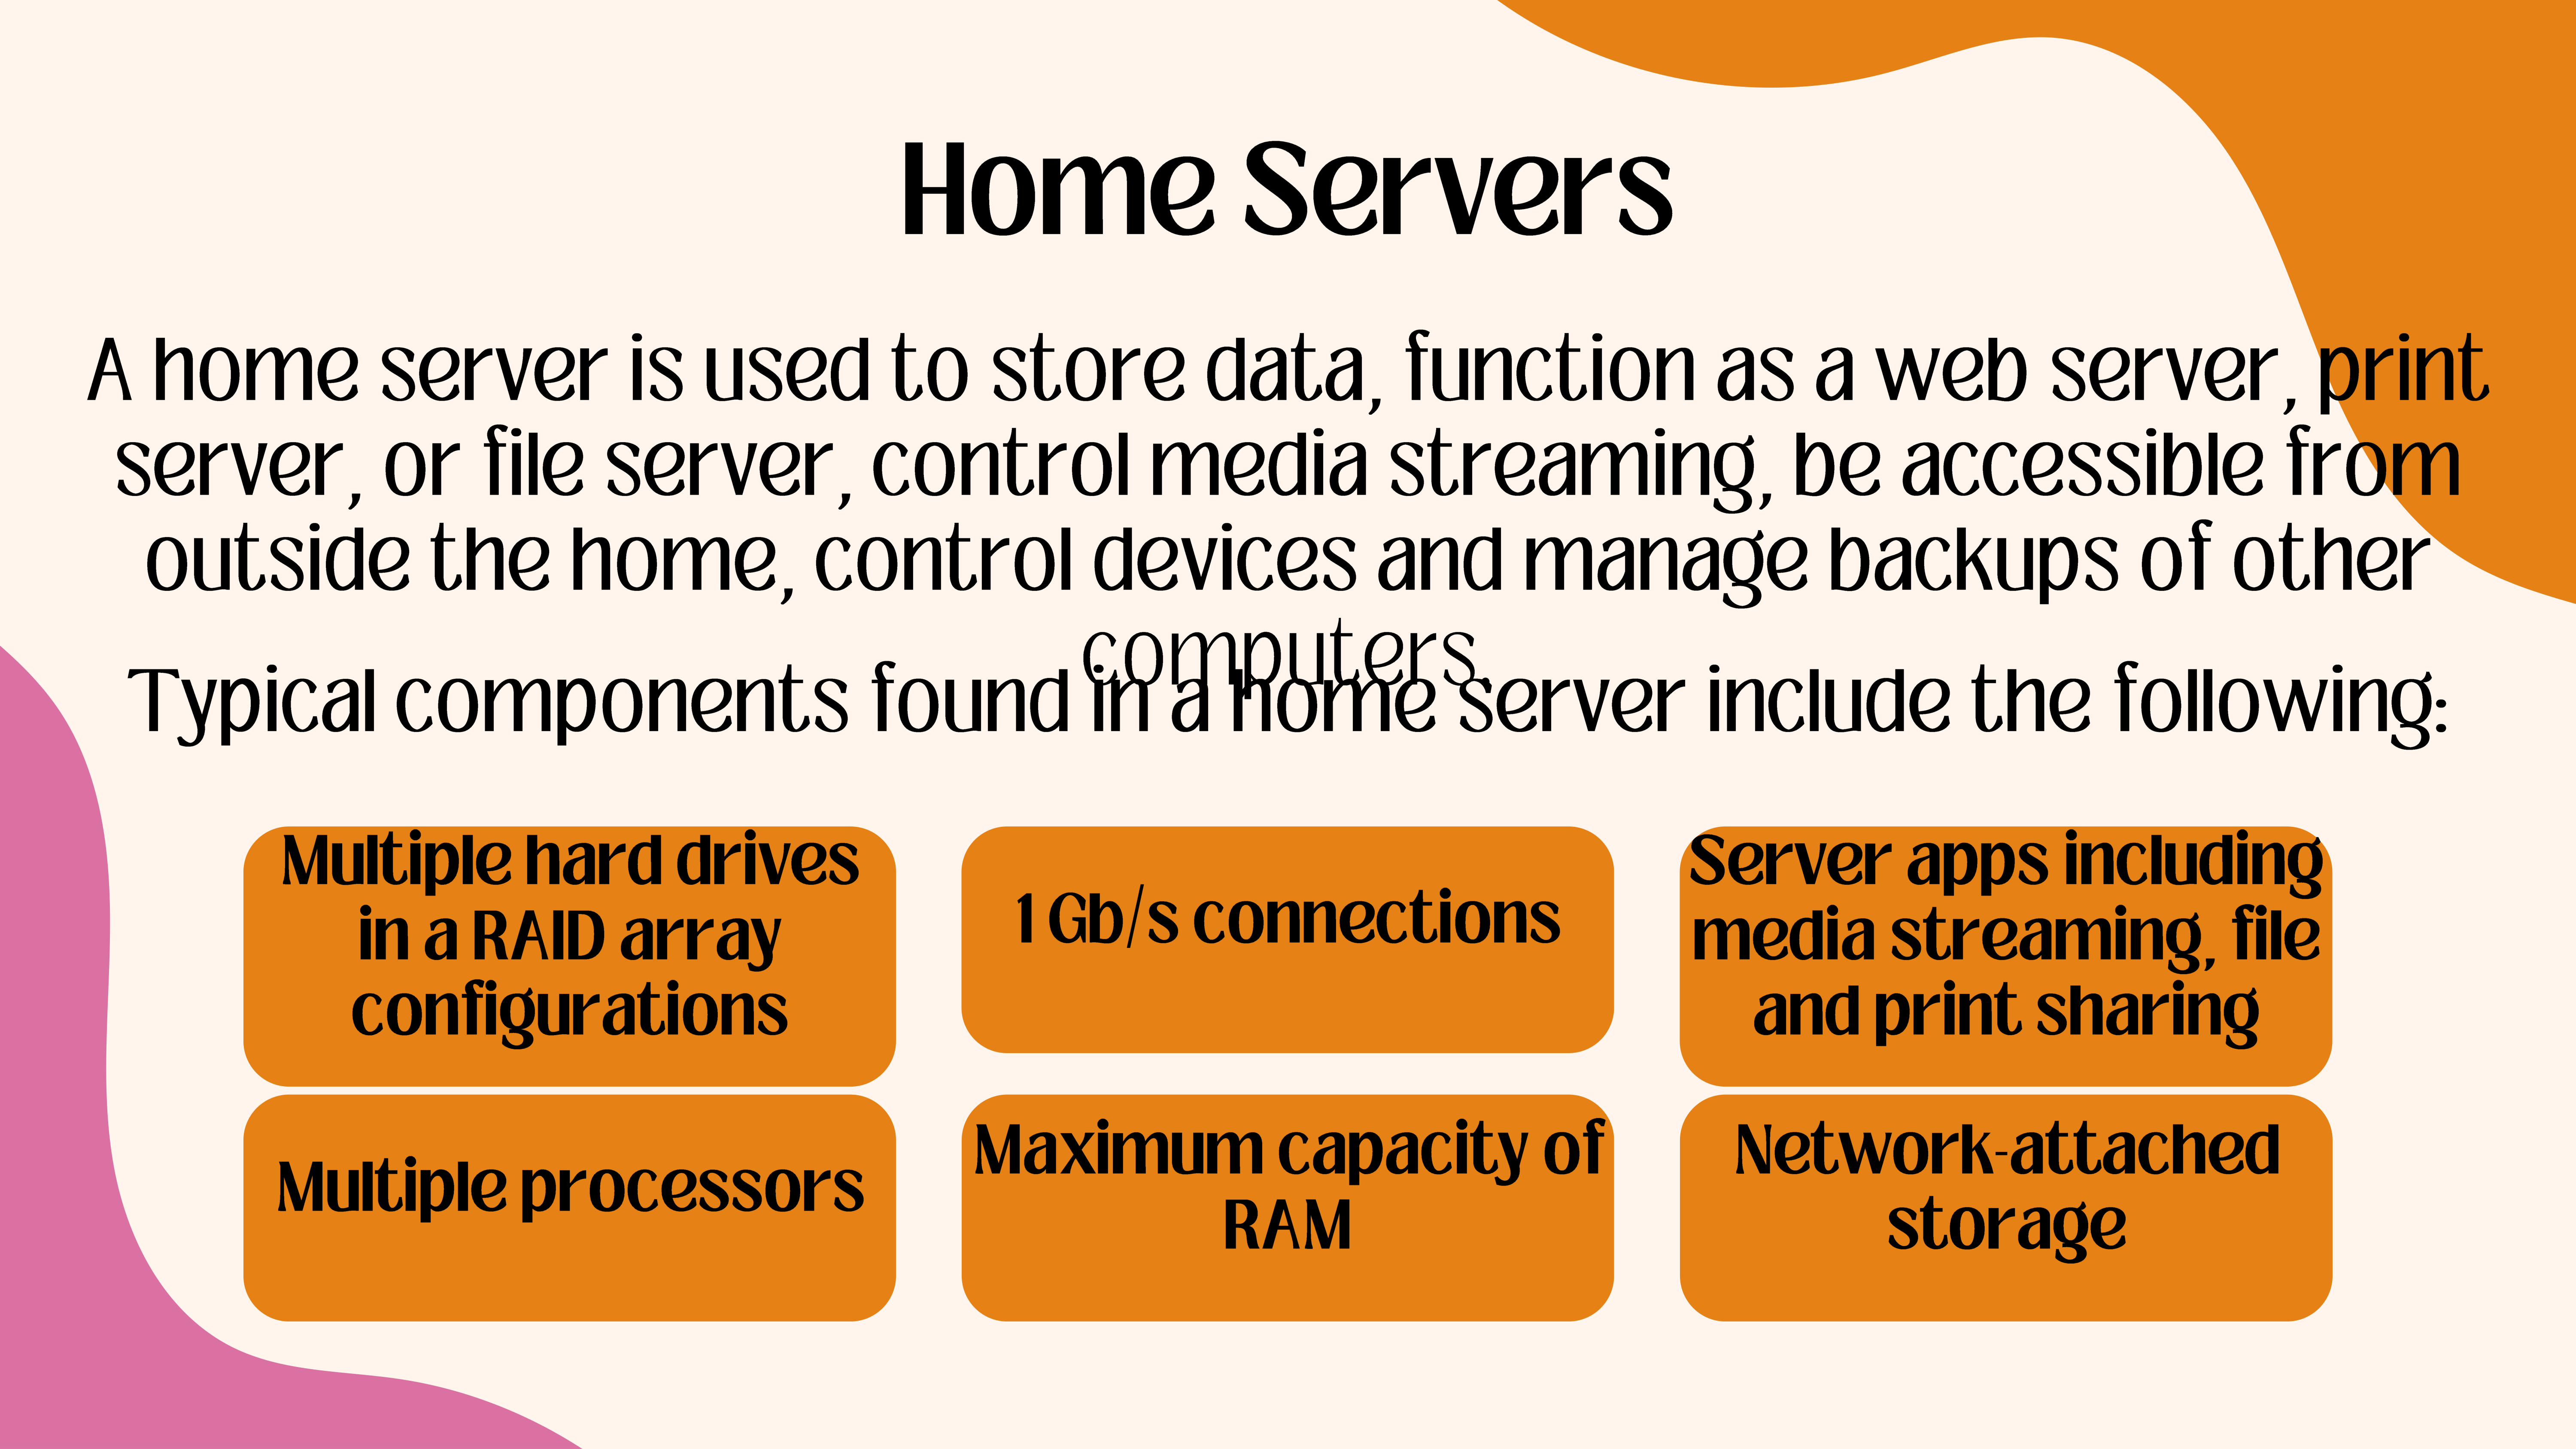 Home Servers
A home server is used to store data, function as a web server, print
server, or file server, control media streaming, be accessible from
outside the home, control devices and manage backups of other
computers.
Typical components found in a home server include the following:
Multiple hard drives
in a RAID array
configurations
1 Gb/s connections
Server apps including
media streaming, file
and print sharing
Multiple processors
Maximum capacity of
RAM
Network-attached
storage